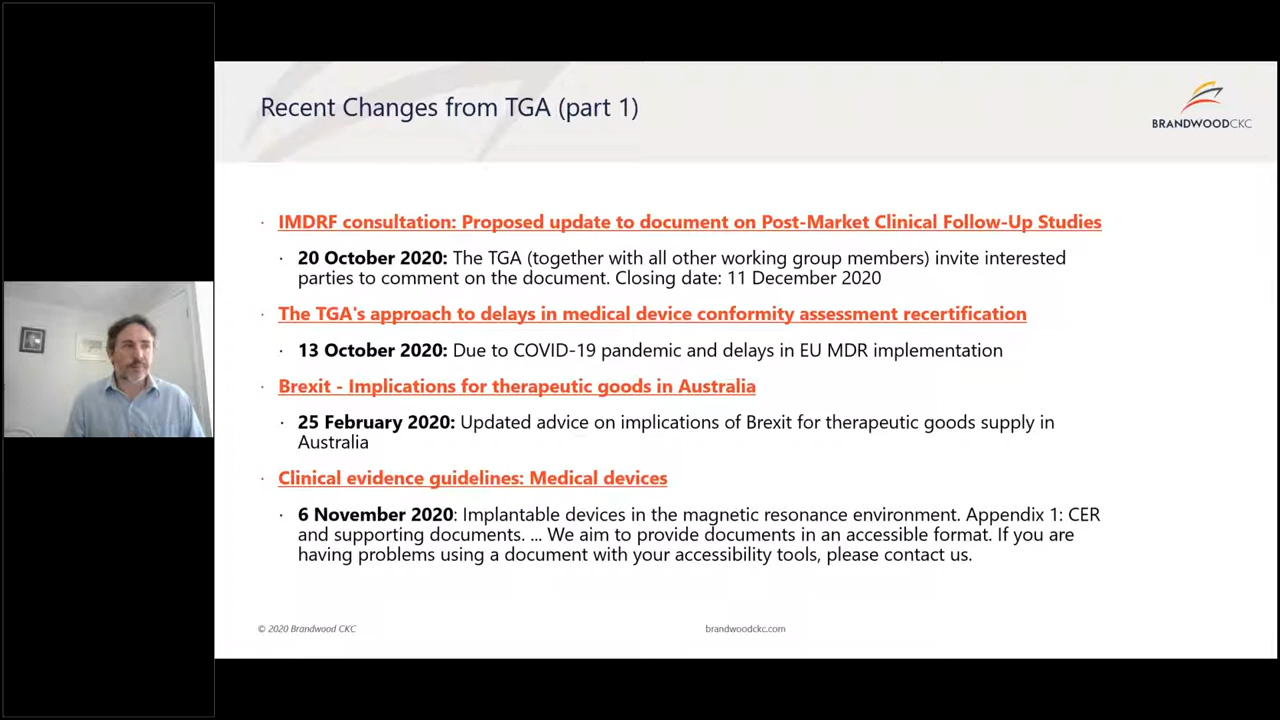 Recent Changes from TGA (part 1)
BRANDWOODCKC
· IMDRF consultation: Proposed update to document on Post-Market Clinical Follow-Up Studies
· 20 October 2020: The TGA (together with all other working group members) invite interested
parties to comment on the document. Closing date: 11 December 2020
· The TGA's approach to delays in medical device conformity assessment recertification
· 13 October 2020: Due to COVID-19 pandemic and delays in EU MDR implementation
· Brexit - Implications for therapeutic goods in Australia
· 25 February 2020: Updated advice on implications of Brexit for therapeutic goods supply in
Australia
· Clinical evidence guidelines: Medical devices
· 6 November 2020: Implantable devices in the magnetic resonance environment. Appendix 1: CER
and supporting documents. ... We aim to provide documents in an accessible format. If you are
having problems using a document with your accessibility tools, please contact us.
© 2020 Brandwood CKC
brandwoodckc.com